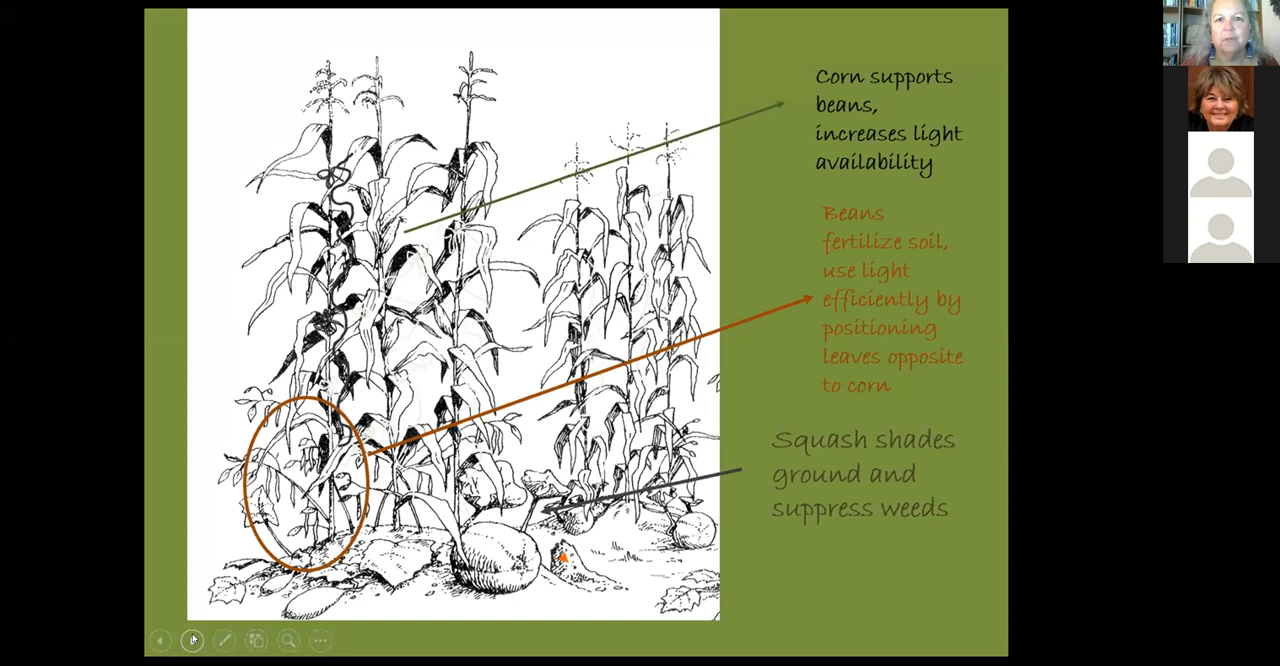 Corn supports
beans,
increases light
availability
Beans
fertilize soil,
use light
efficiently by
positioning
leaves opposite
to corn
Squash shades
ground and
suppress weeds